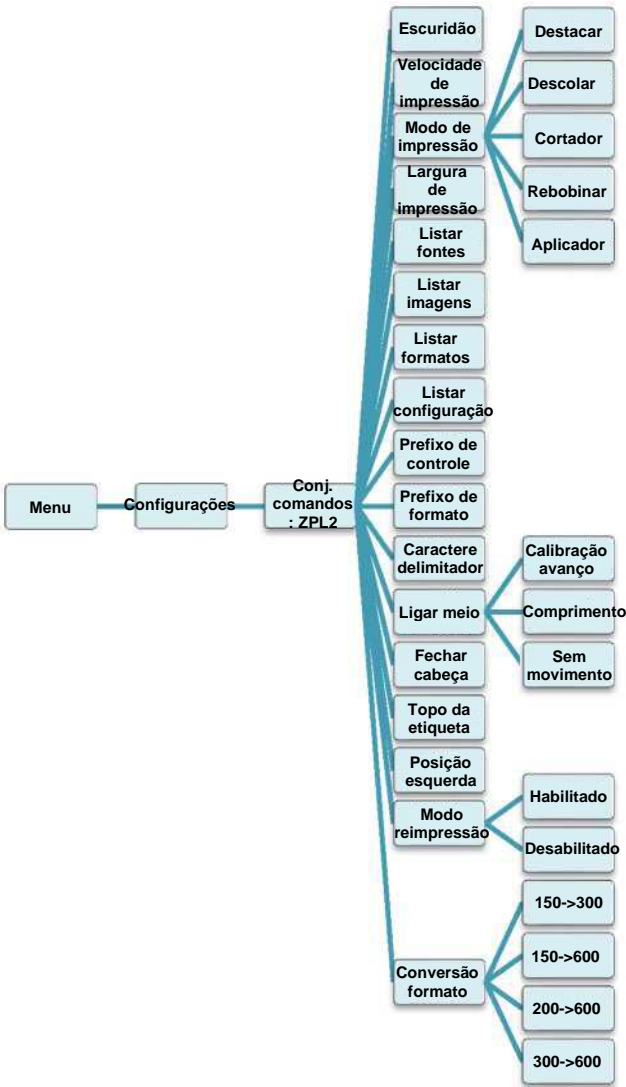 Menu
Configurações
Conj.
comandos
: ZPL2
Escuridão
Velocidade
de
impressão
Modo de
impressão
Destacar
Descolar
Cortador
Rebobinar
Aplicador
Largura
de
impressão
Listar
fontes
Listar
imagens
Listar
formatos
Listar
configuração
Prefixo de
controle
Prefixo de
formato
Caractere
delimitador
Ligar meio
Calibração
avanço
Comprimento
Sem
movimento
Fechar
cabeça
Topo da
etiqueta
Posição
esquerda
Modo
reimpressão
Habilitado
Desabilitado
Conversão
formato
150->300
150->600
200->600
300->600